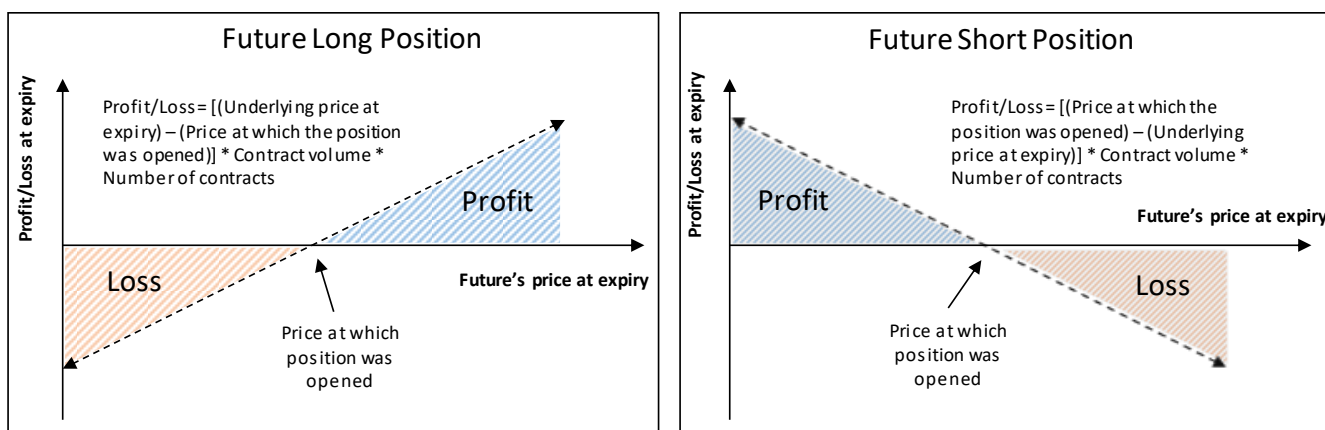 Future Long Position
Profit/Loss at expiry
Profit/Loss = [(Underlying price at
expiry) – (Price at which the position
was opened)] * Contract volume *
Number of contracts
Profit
Loss
Future's price at expiry
Price at which
position was
opened
Future Short Position
Profit/Loss at expiry
Profit/Loss = [(Price at which the
position was opened) – (Underlying
price at expiry)] * Contract volume *
Number of contracts
Profit
Future's price at expiry
Loss
Price at which
position was
opened